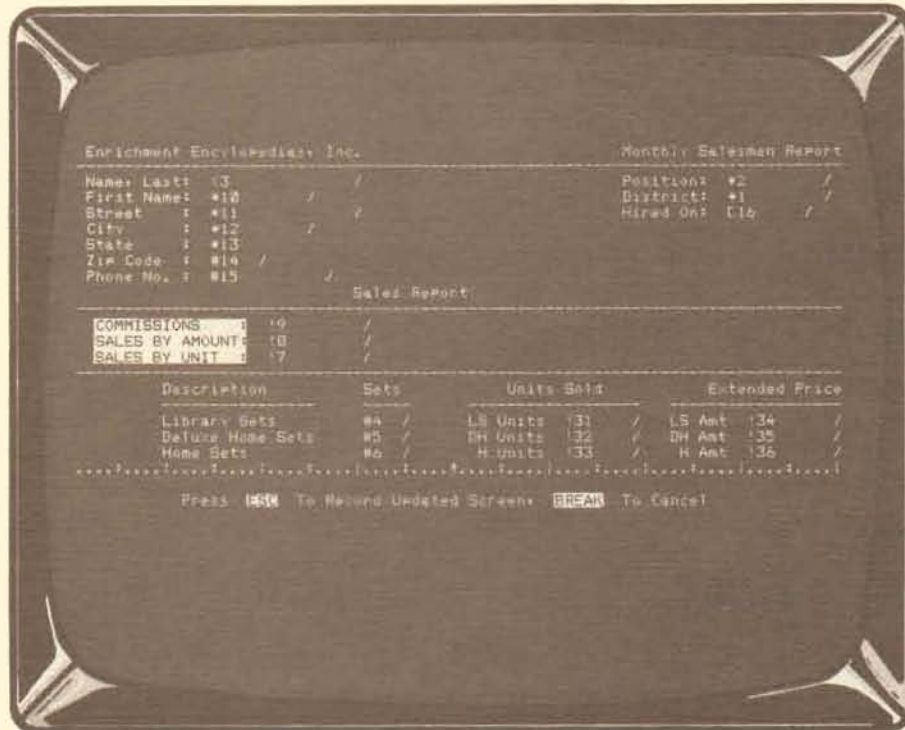 Enrichment Encyclopedias, Inc. Monthly Salesman Report
Name, Last: !3 / Position: *2 /
First Name: *10 / District: *1 /
Street : *11 / Hired On: [16 /
City : *12 /
State : *13
Zip Code : #14 /
Phone No. : #15 /
Sales Report
COMMISSIONS : !9 /
SALES BY AMOUNT: !8 /
SALES BY UNIT : !7 /
Description Sets Units Sold Extended Price
Library Sets #4 / LS Units !31 / LS Amt !34 /
Deluxe Home Sets #5 / DH Units !32 / DH Amt !35 /
Home Sets #6 / H Units !33 / H Amt !36 /
Press ESC To Record Updated Screen, BREAK To Cancel